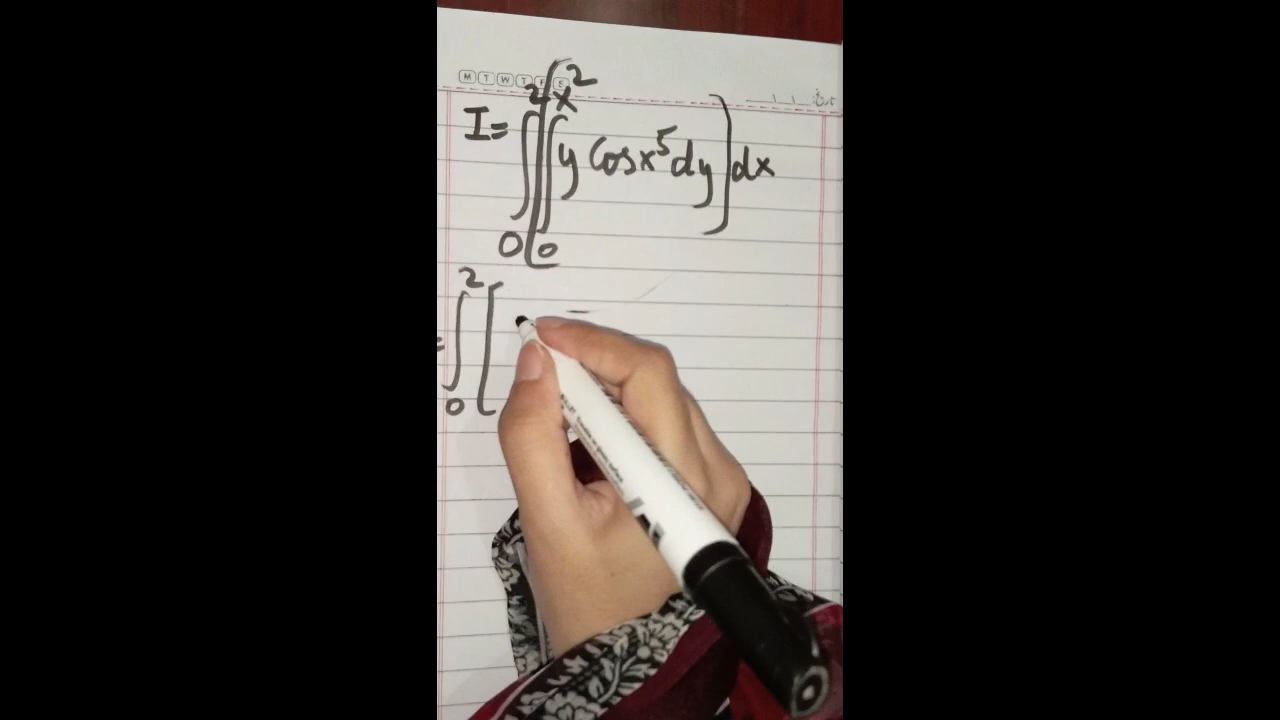 M T W T F S
I = ∫₀² [ ∫₀^x² y Cos x⁵ dy ] dx
= ∫₀² [